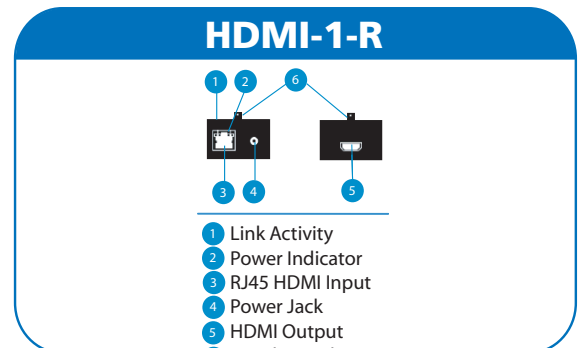 HDMI-1-R
1 2 6
3 4 5
1 Link Activity
2 Power Indicator
3 RJ45 HDMI Input
4 Power Jack
5 HDMI Output